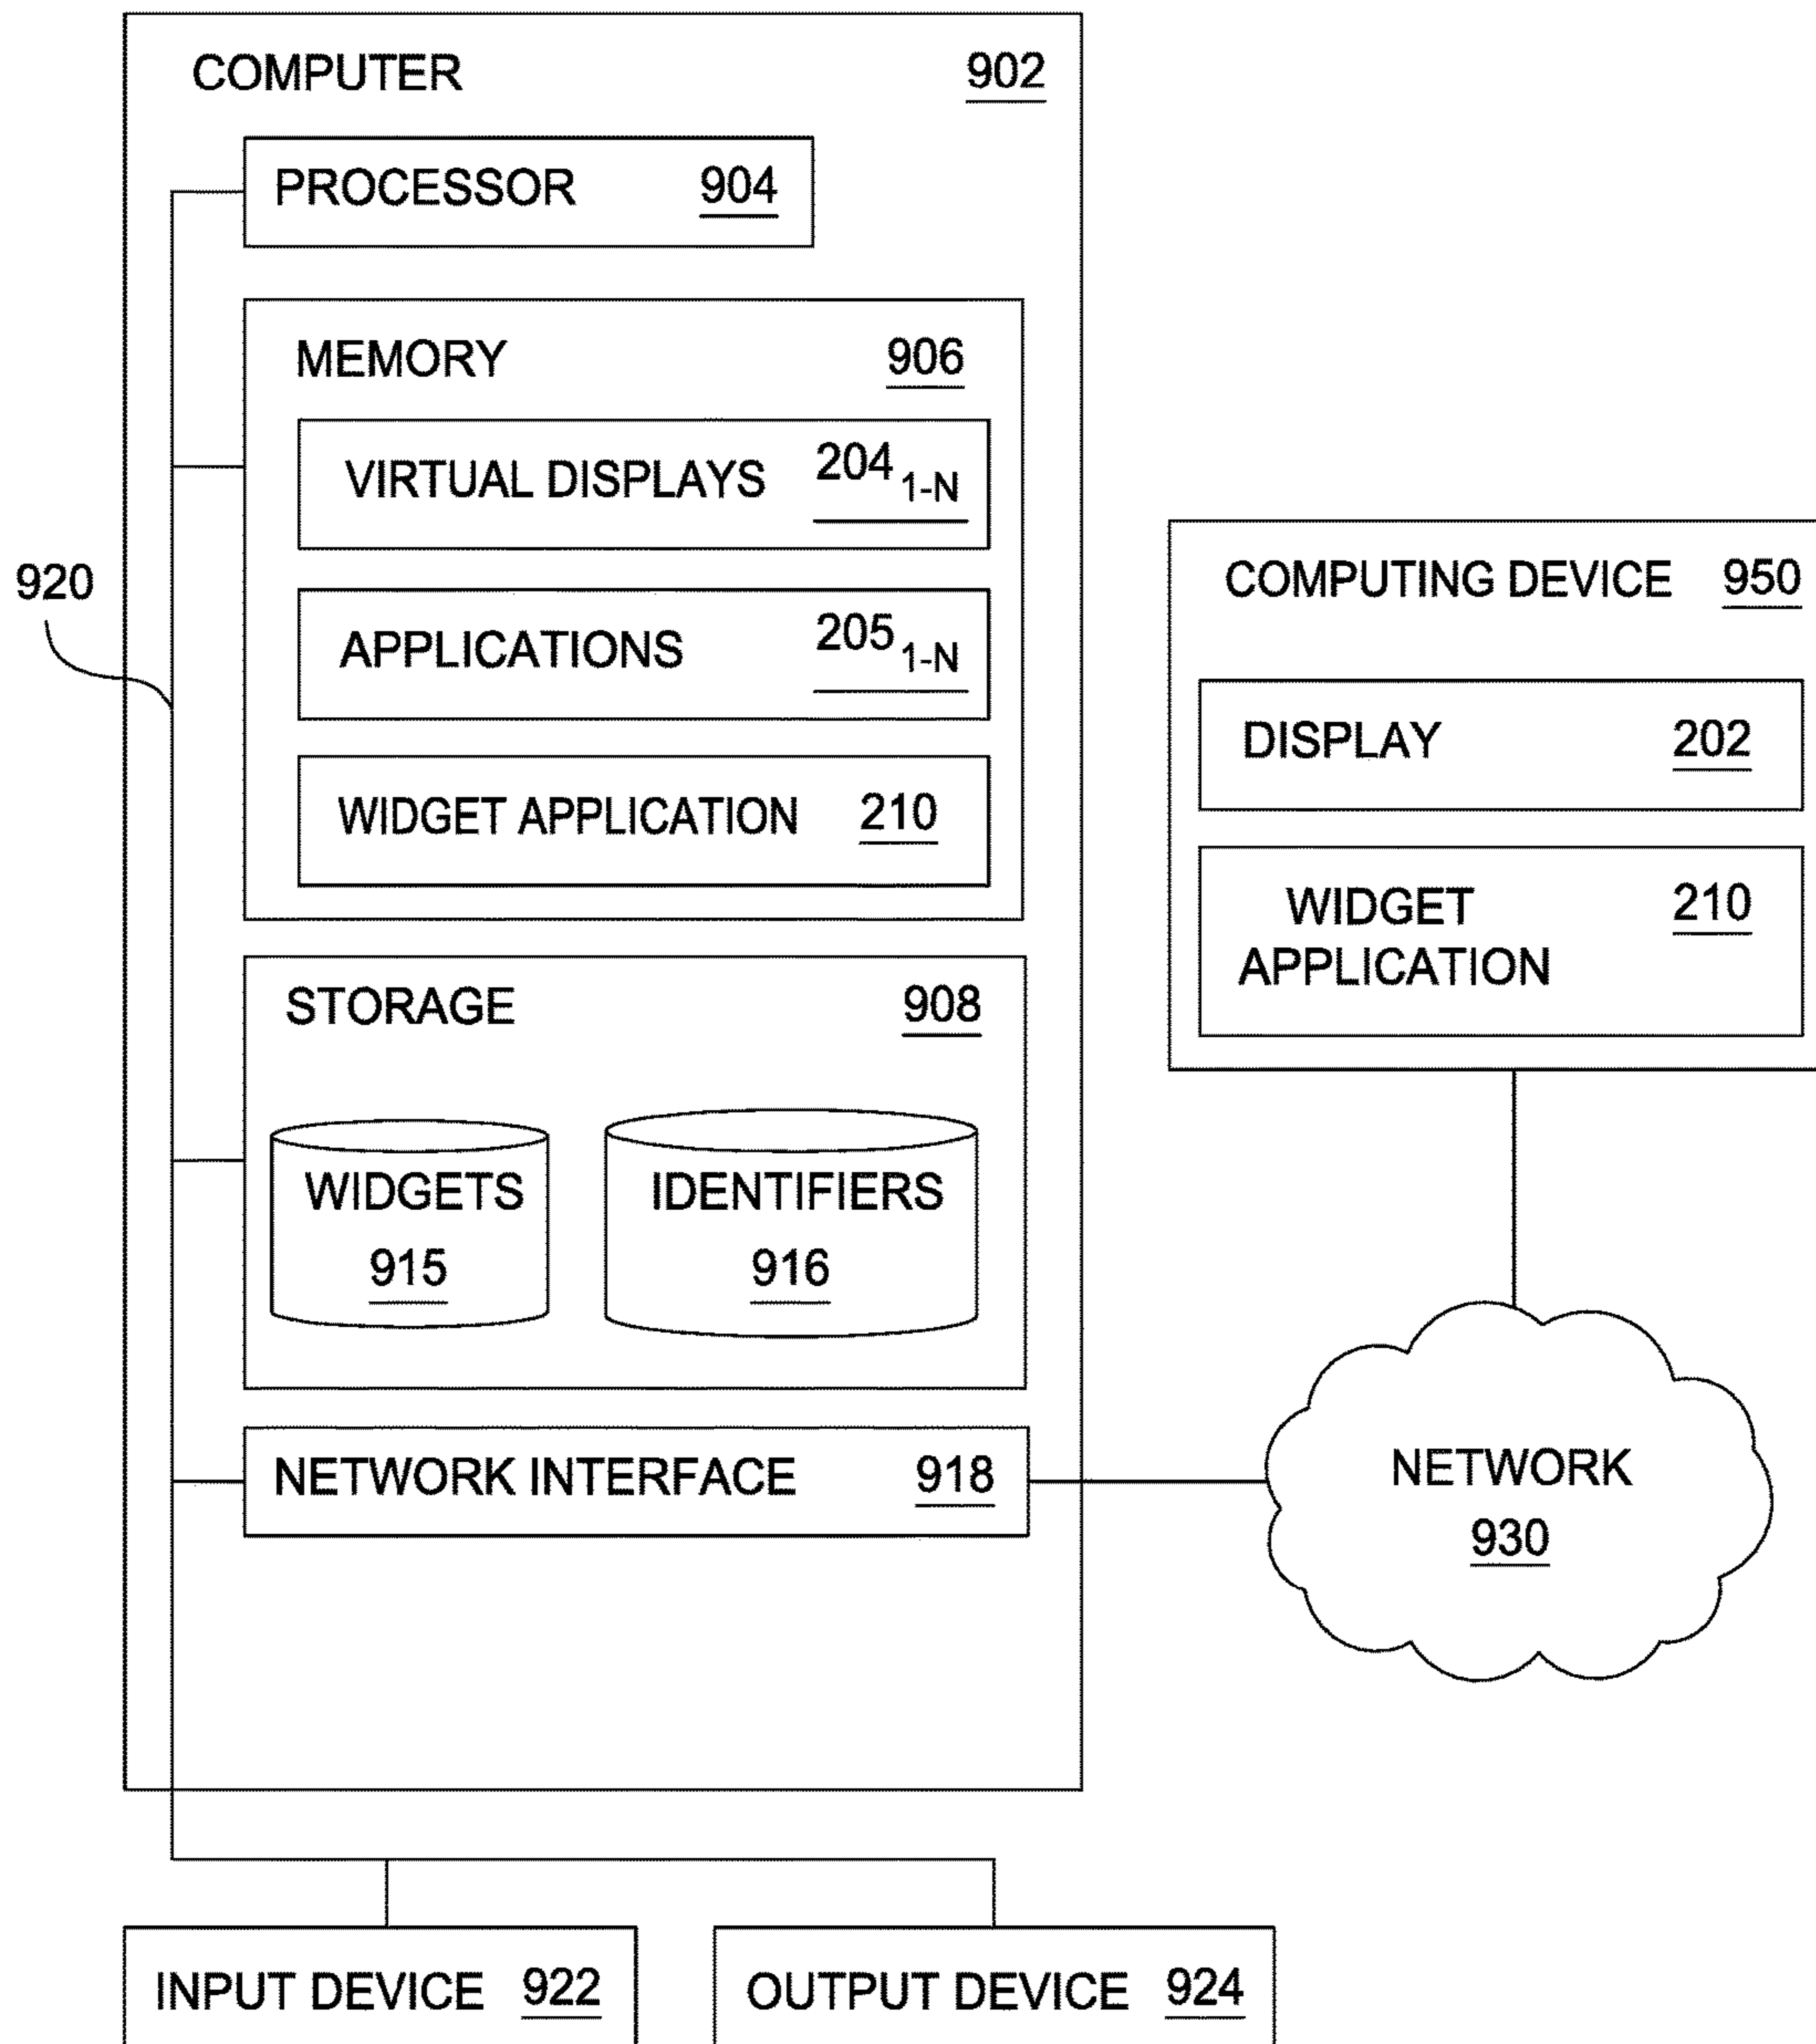 COMPUTER 902
PROCESSOR 904
MEMORY 906
VIRTUAL DISPLAYS 204 1-N
920
APPLICATIONS 205 1-N
WIDGET APPLICATION 210
COMPUTING DEVICE 950
DISPLAY 202
WIDGET 210
APPLICATION
STORAGE 908
WIDGETS
915
IDENTIFIERS
916
NETWORK INTERFACE 918
NETWORK
930
INPUT DEVICE 922
OUTPUT DEVICE 924